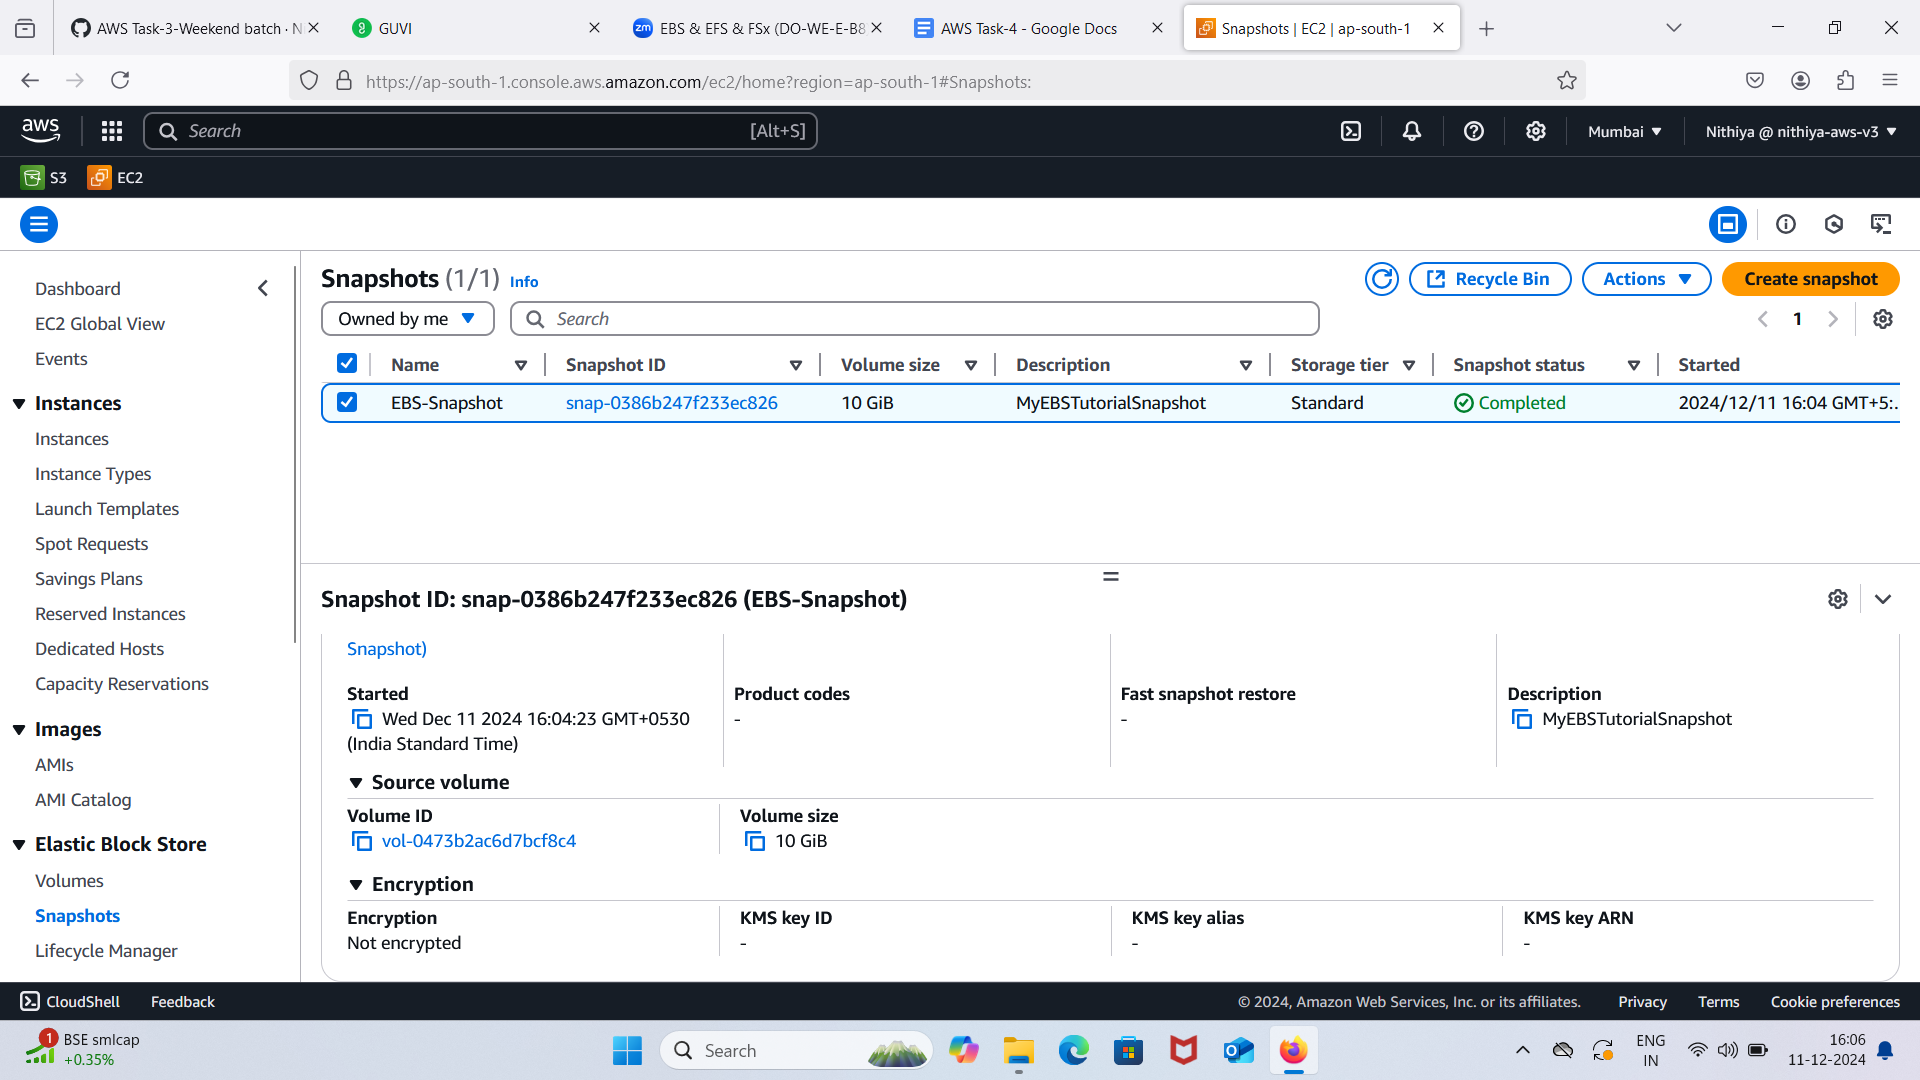 AWS Task-3-Weekend batch · N
GUVI
EBS & EFS & FSx (DO-WE-E-B8
AWS Task-4 - Google Docs
Snapshots | EC2 | ap-south-1
https://ap-south-1.console.aws.amazon.com/ec2/home?region=ap-south-1#Snapshots:
aws
Search
[Alt+S]
Mumbai
Nithiya @ nithiya-aws-v3
S3
EC2
Dashboard
EC2 Global View
Events
Instances
Instances
Instance Types
Launch Templates
Spot Requests
Savings Plans
Reserved Instances
Dedicated Hosts
Capacity Reservations
Images
AMIs
AMI Catalog
Elastic Block Store
Volumes
Snapshots
Lifecycle Manager
Snapshots (1/1) Info
Recycle Bin
Actions
Create snapshot
Owned by me
Search
1
Name Snapshot ID Volume size Description Storage tier Snapshot status Started
EBS-Snapshot snap-0386b247f233ec826 10 GiB MyEBSTutorialSnapshot Standard Completed 2024/12/11 16:04 GMT+5:.
Snapshot ID: snap-0386b247f233ec826 (EBS-Snapshot)
Snapshot)
Started
Wed Dec 11 2024 16:04:23 GMT+0530
(India Standard Time)
Product codes
-
Fast snapshot restore
-
Description
MyEBSTutorialSnapshot
Source volume
Volume ID
vol-0473b2ac6d7bcf8c4
Volume size
10 GiB
Encryption
Encryption
Not encrypted
KMS key ID
-
KMS key alias
-
KMS key ARN
-
CloudShell
Feedback
© 2024, Amazon Web Services, Inc. or its affiliates.
Privacy
Terms
Cookie preferences
1
BSE smlcap
+0.35%
zm
Search
ENG
IN
16:06
11-12-2024